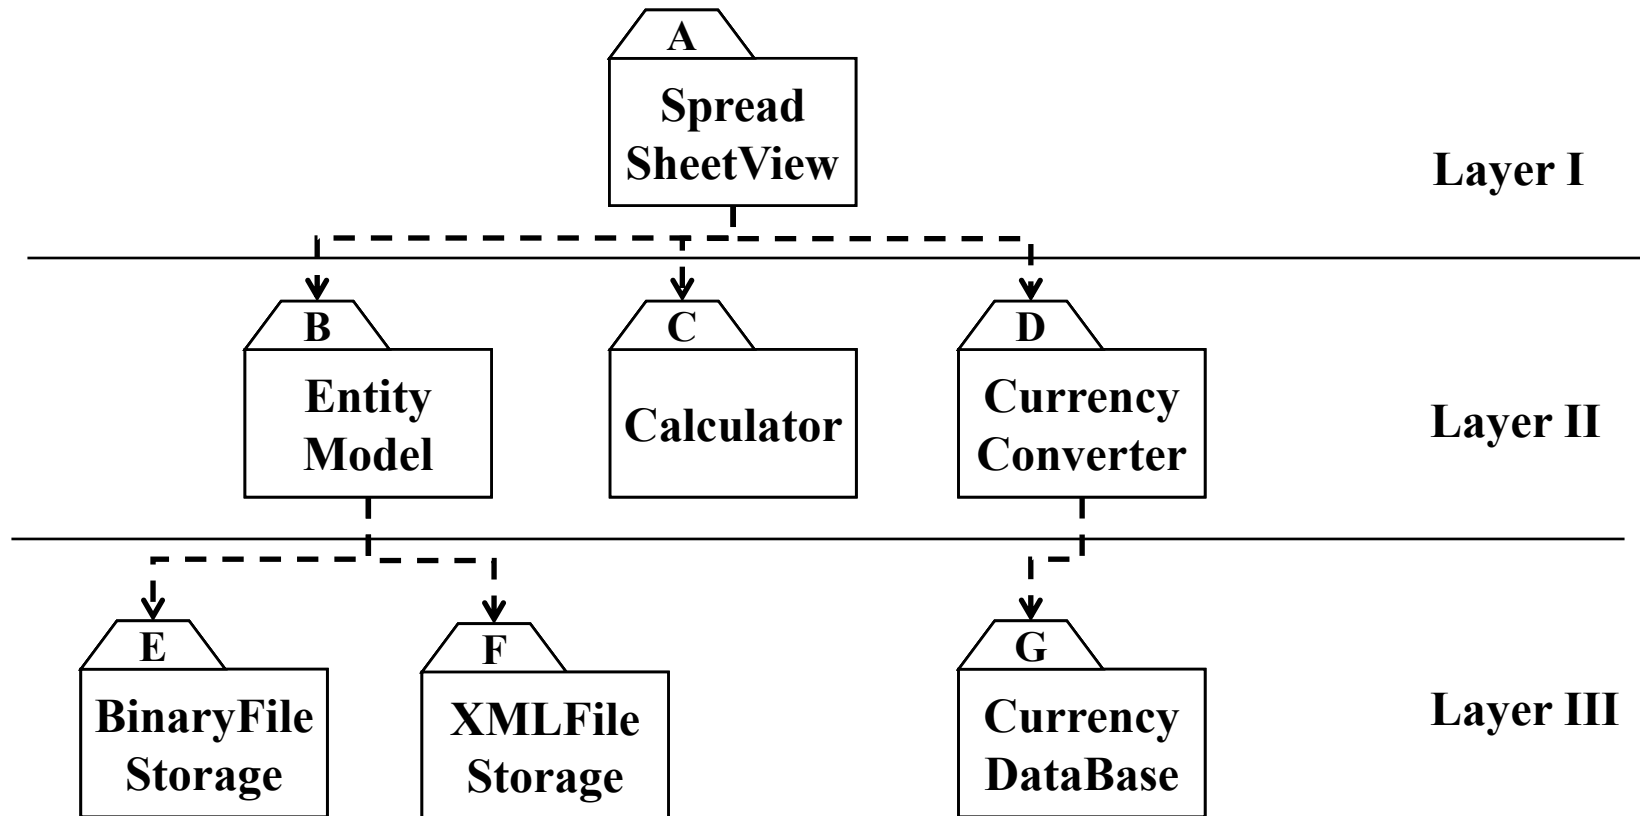 A
Spread
SheetView
Layer I
B
Entity
Model
C
Calculator
D
Currency
Converter
Layer II
E
BinaryFile
Storage
F
XMLFile
Storage
G
Currency
DataBase
Layer III